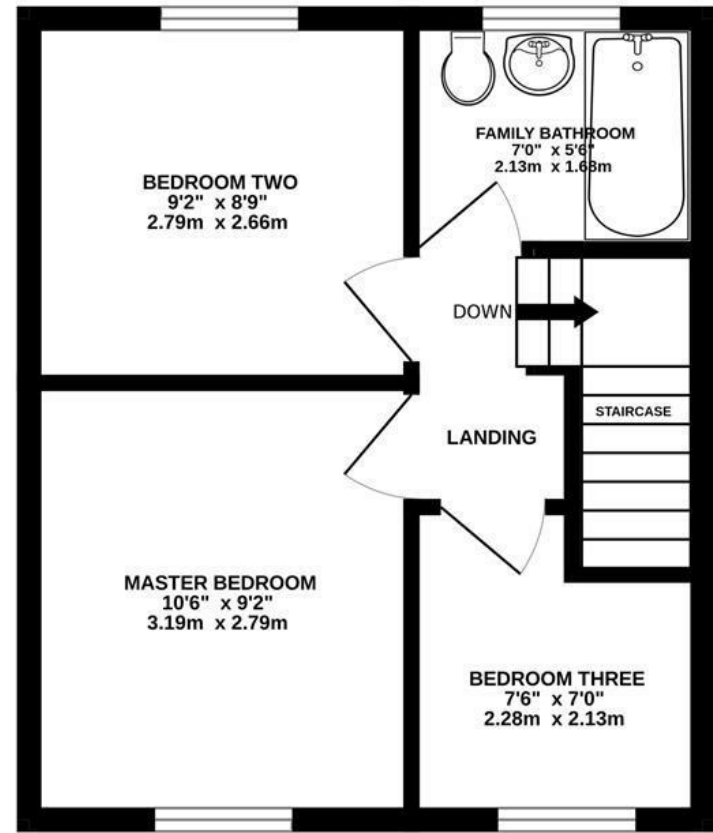 FAMILY BATHROOM
7'0" x 5'6"
2.13m x 1.68m
BEDROOM TWO
9'2" x 8'9"
2.79m x 2.66m
DOWN
STAIRCASE
LANDING
MASTER BEDROOM
10'6" x 9'2"
3.19m x 2.79m
BEDROOM THREE
7'6" x 7'0"
2.28m x 2.13m